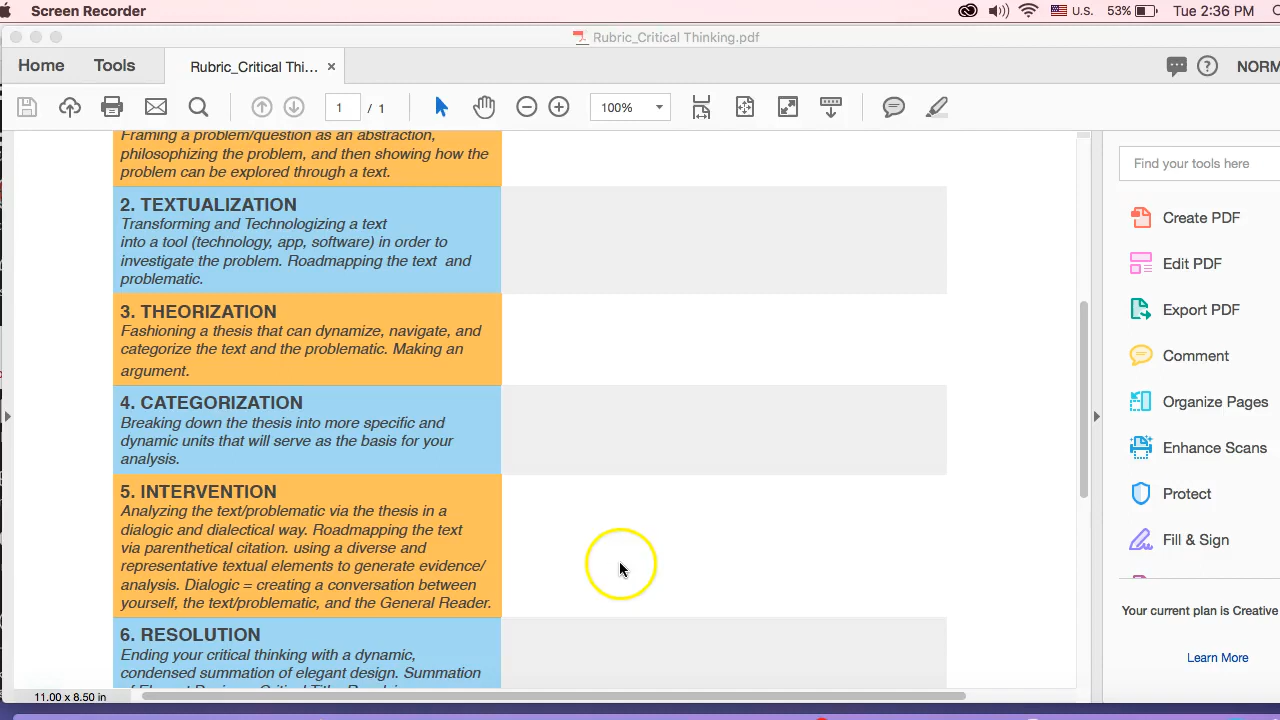 Screen Recorder
U.S. 53% Tue 2:36 PM
Rubric_Critical Thinking.pdf
Home Tools Rubric_Critical Thi... × ? NORM
1 / 1 100%
Framing a problem/question as an abstraction,
philosophizing the problem, and then showing how the
problem can be explored through a text.
2. TEXTUALIZATION
Transforming and Technologizing a text
into a tool (technology, app, software) in order to
investigate the problem. Roadmapping the text and
problematic.
3. THEORIZATION
Fashioning a thesis that can dynamize, navigate, and
categorize the text and the problematic. Making an
argument.
4. CATEGORIZATION
Breaking down the thesis into more specific and
dynamic units that will serve as the basis for your
analysis.
5. INTERVENTION
Analyzing the text/problematic via the thesis in a
dialogic and dialectical way. Roadmapping the text
via parenthetical citation. using a diverse and
representative textual elements to generate evidence/
analysis. Dialogic = creating a conversation between
yourself, the text/problematic, and the General Reader.
6. RESOLUTION
Ending your critical thinking with a dynamic,
condensed summation of elegant design. Summation
11.00 x 8.50 in
Find your tools here
Create PDF
Edit PDF
Export PDF
Comment
Organize Pages
Enhance Scans
Protect
Fill & Sign
Your current plan is Creative
Learn More